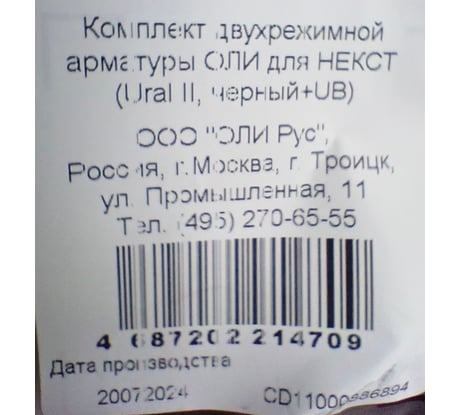 Комплект двухрежимной
арматуры ОЛИ для НЕКСТ
(Ural II, черный+UB)
ООО "ОЛИ Рус",
Россия, г.Москва, г. Троицк,
ул. Промышленная, 11
Тел. (495) 270-65-55
4 687202 214709
Дата производства
20072024
CD11000886894